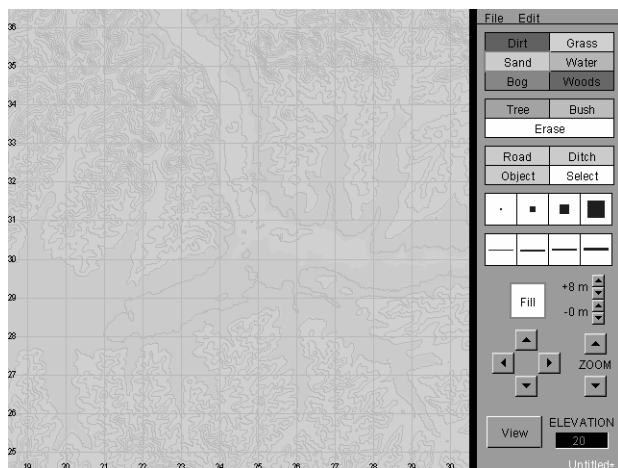 File Edit
Dirt Grass
Sand Water
Bog Woods
Tree Bush
Erase
Road Ditch
Object Select
Fill
+8 m
-0 m
ZOOM
View
ELEVATION
20
Untitled+
36
35
34
33
32
31
30
29
28
27
26
25
19 20 21 22 23 24 25 26 27 28 29 30